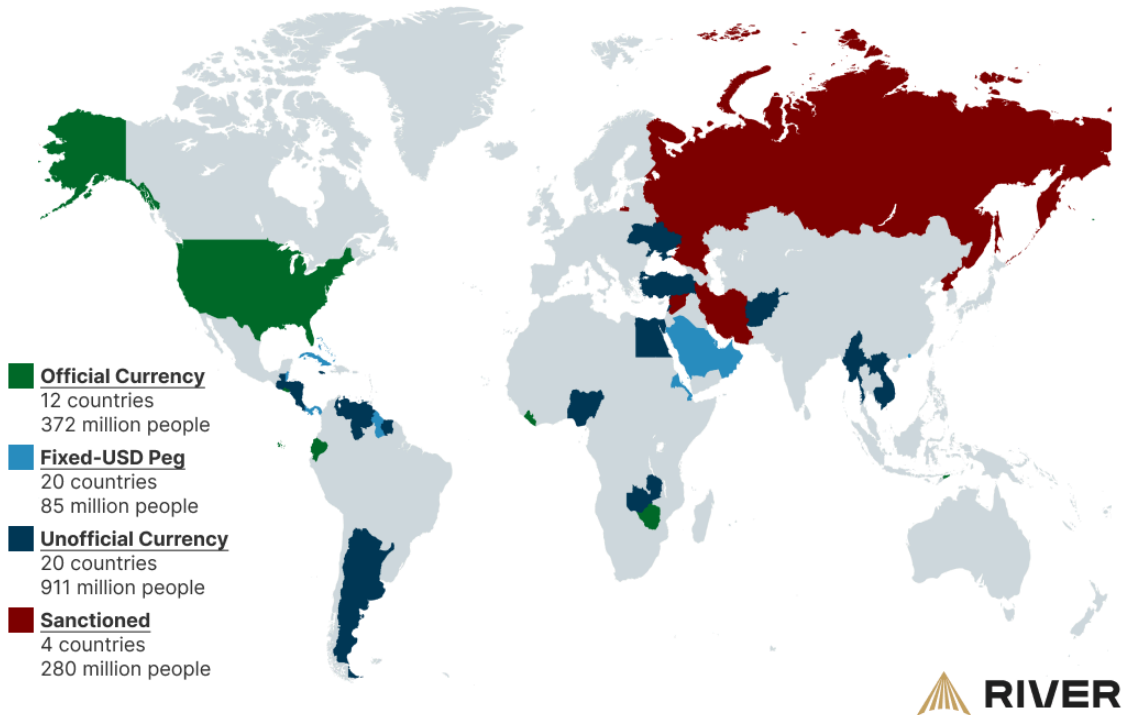 Official Currency
12 countries
372 million people
Fixed-USD Peg
20 countries
85 million people
Unofficial Currency
20 countries
911 million people
Sanctioned
4 countries
280 million people
RIVER